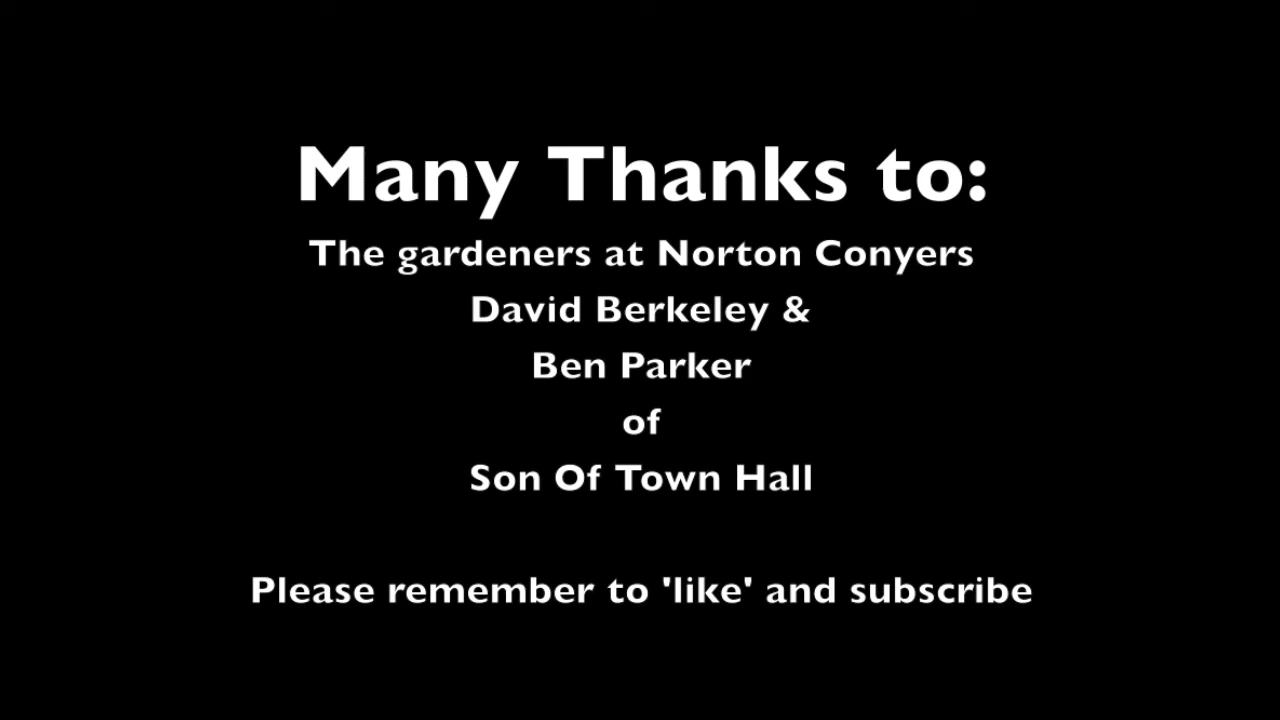 Many Thanks to:
The gardeners at Norton Conyers
David Berkeley &
Ben Parker
of
Son Of Town Hall
Please remember to 'like' and subscribe